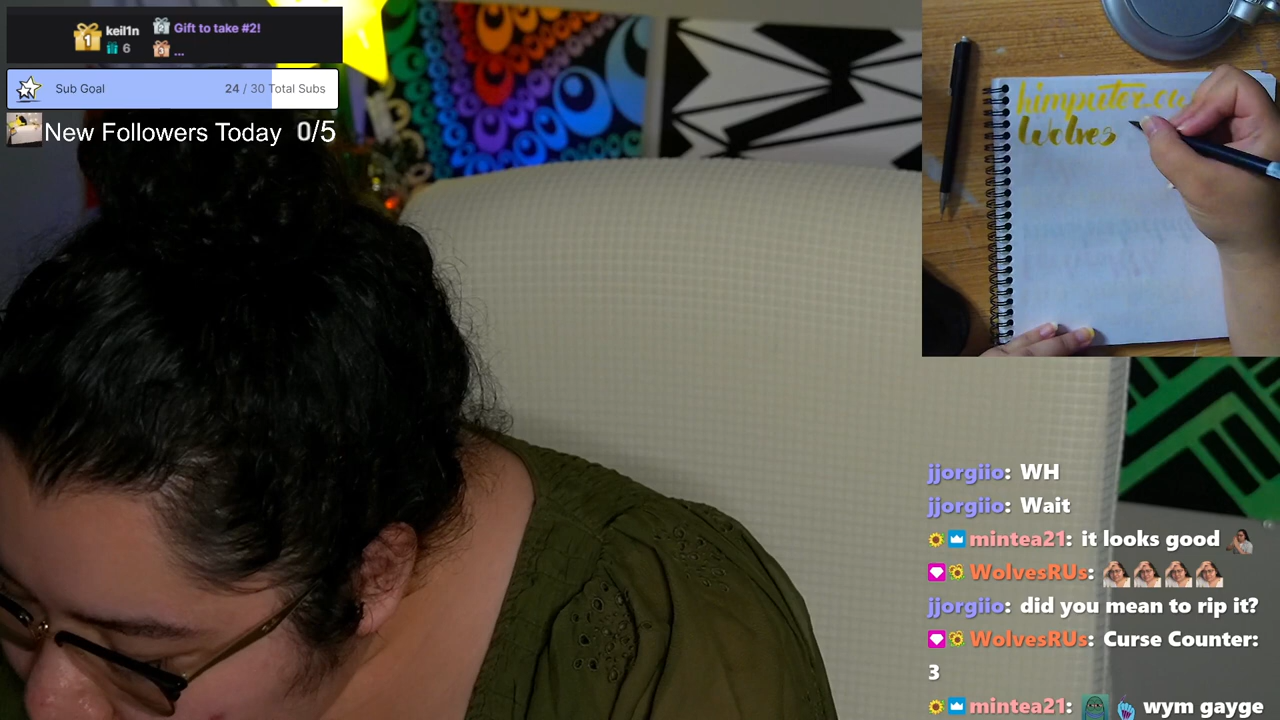 keil1n
Gift to take #2!
1
6
...
Sub Goal
24 / 30 Total Subs
New Followers Today 0/5
Wolves
jjorgiio: WH
jjorgiio: Wait
mintea21: it looks good
WolvesRUs:
jjorgiio: did you mean to rip it?
WolvesRUs: Curse Counter:
3
mintea21: wym gayge